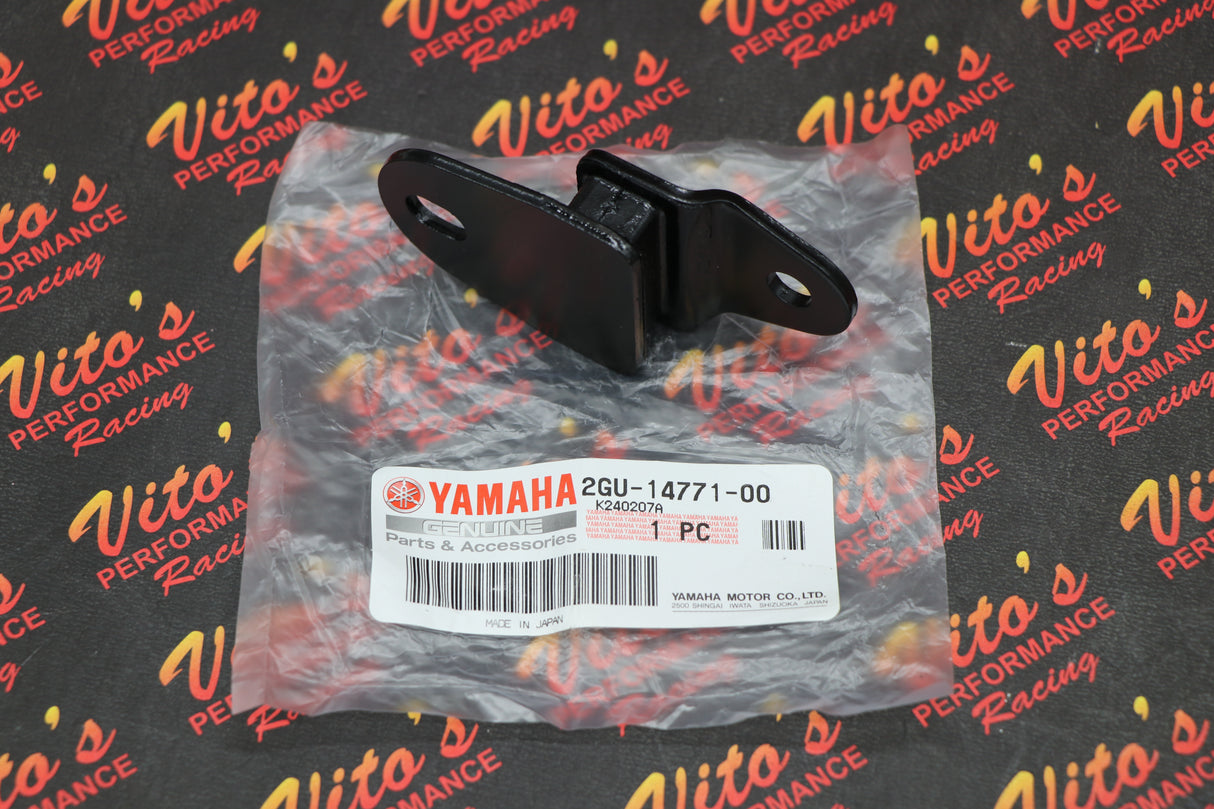 Vito's
PERFORMANCE
Racing
YAMAHA
GENUINE
Parts & Accessories
2GU-14771-00
K240207A
1 PC
YAMAHA MOTOR CO.,LTD.
2500 SHINGAI IWATA SHIZUOKA JAPAN
MADE IN JAPAN